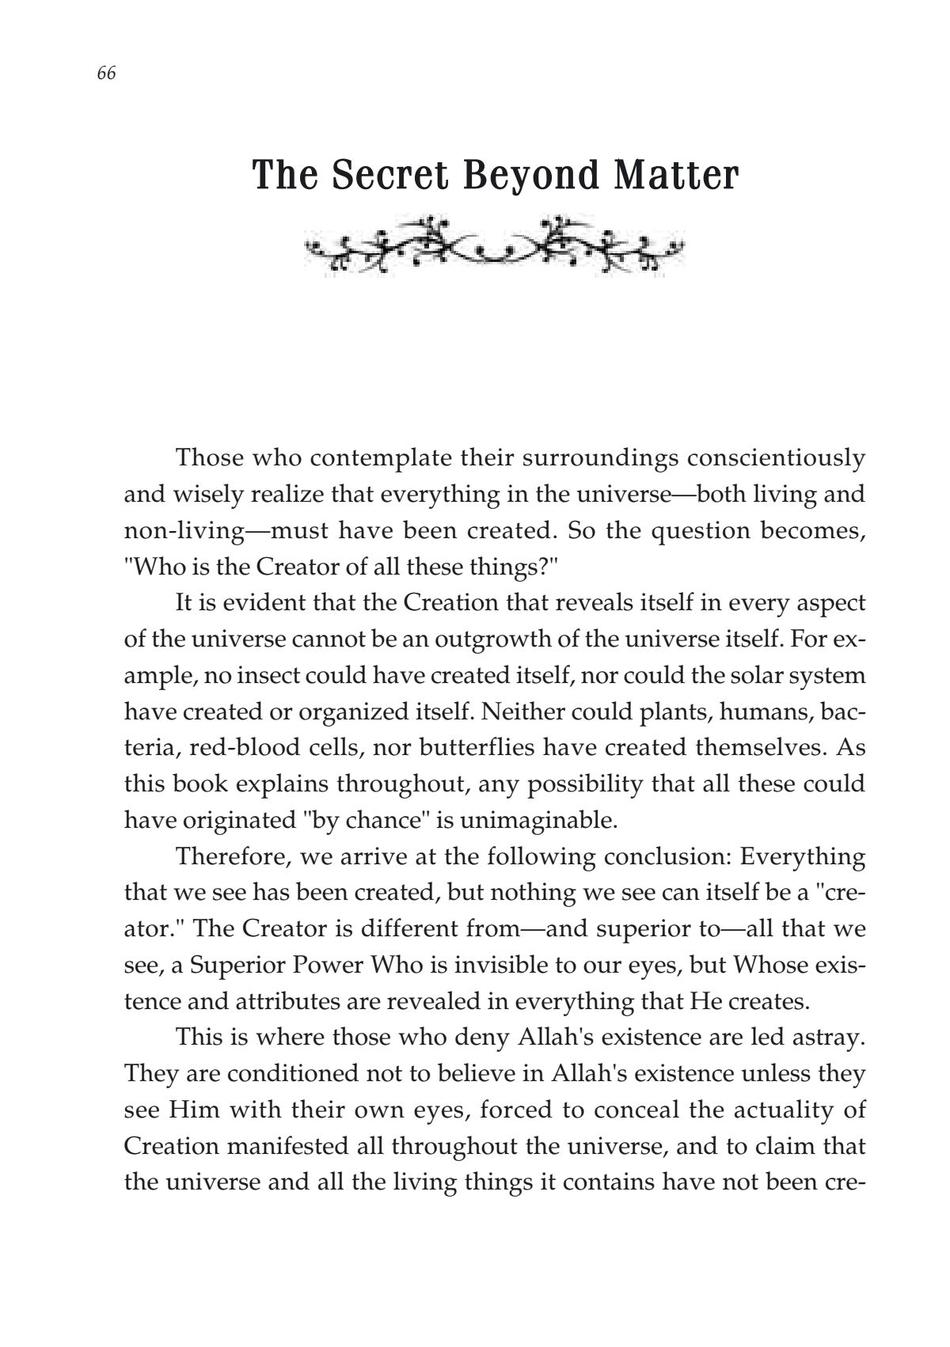 66
The Secret Beyond Matter
Those who contemplate their surroundings conscientiously
and wisely realize that everything in the universe—both living and
non-living—must have been created. So the question becomes,
"Who is the Creator of all these things?"
It is evident that the Creation that reveals itself in every aspect
of the universe cannot be an outgrowth of the universe itself. For ex-
ample, no insect could have created itself, nor could the solar system
have created or organized itself. Neither could plants, humans, bac-
teria, red-blood cells, nor butterflies have created themselves. As
this book explains throughout, any possibility that all these could
have originated "by chance" is unimaginable.
Therefore, we arrive at the following conclusion: Everything
that we see has been created, but nothing we see can itself be a "cre-
ator." The Creator is different from—and superior to—all that we
see, a Superior Power Who is invisible to our eyes, but Whose exis-
tence and attributes are revealed in everything that He creates.
This is where those who deny Allah's existence are led astray.
They are conditioned not to believe in Allah's existence unless they
see Him with their own eyes, forced to conceal the actuality of
Creation manifested all throughout the universe, and to claim that
the universe and all the living things it contains have not been cre-